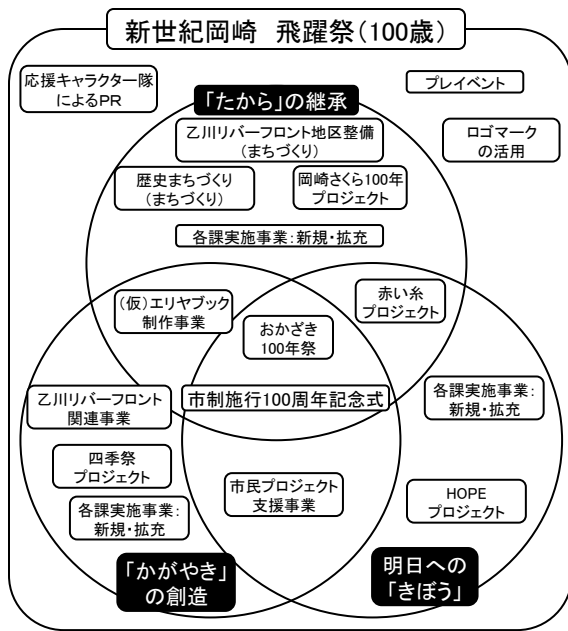 新世紀岡崎 飛躍祭(100歳)
応援キャラクター隊
によるPR
プレイベント
ロゴマーク
の活用
「たから」の継承
乙川リバーフロント地区整備
(まちづくり)
歴史まちづくり
(まちづくり)
岡崎さくら100年
プロジェクト
各課実施事業:新規・拡充
(仮)エリヤブック
制作事業
おかざき
100年祭
赤い糸
プロジェクト
市制施行100周年記念式
乙川リバーフロント
関連事業
四季祭
プロジェクト
各課実施事業:
新規・拡充
市民プロジェクト
支援事業
各課実施事業:
新規・拡充
HOPE
プロジェクト
「かがやき」
の創造
明日への
「きぼう」